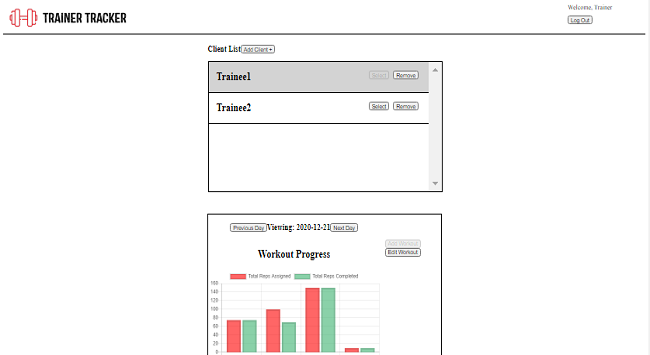 TRAINER TRACKER
Welcome, Trainer
Log Out
Client List Add Client +
Trainee1 Select Remove
Trainee2 Select Remove
Previous Day Viewing: 2020-12-21 Next Day
Add Workout
Edit Workout
Workout Progress
Total Reps Assigned Total Reps Completed
160
140
120
100
80
60
40
20
0